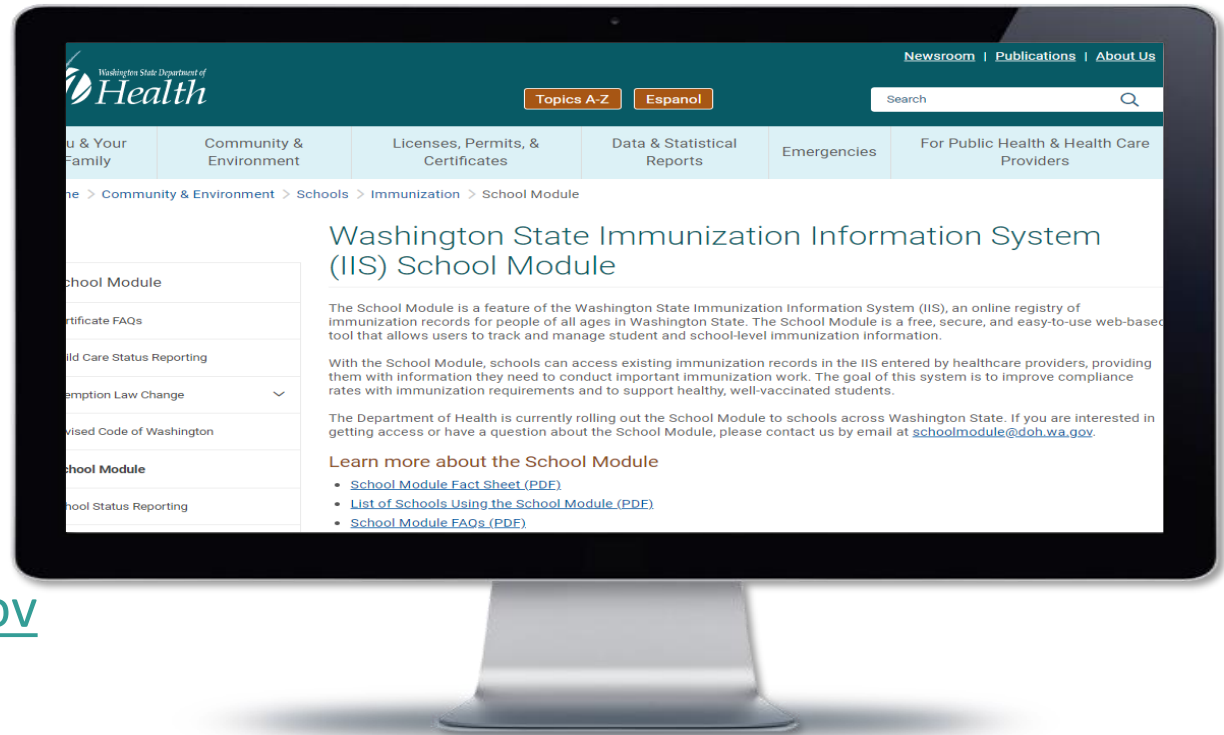 Newsroom | Publications | About Us
Washington State Department of
Health
Topics A-Z Espanol Search
u & Your Family
Community & Environment
Licenses, Permits, & Certificates
Data & Statistical Reports
Emergencies
For Public Health & Health Care Providers
me > Community & Environment > Schools > Immunization > School Module
Washington State Immunization Information System
(IIS) School Module
chool Module
rtificate FAQs
ild Care Status Reporting
emption Law Change
vised Code of Washington
chool Module
hool Status Reporting
The School Module is a feature of the Washington State Immunization Information System (IIS), an online registry of
immunization records for people of all ages in Washington State. The School Module is a free, secure, and easy-to-use web-based
tool that allows users to track and manage student and school-level immunization information.
With the School Module, schools can access existing immunization records in the IIS entered by healthcare providers, providing
them with information they need to conduct important immunization work. The goal of this system is to improve compliance
rates with immunization requirements and to support healthy, well-vaccinated students.
The Department of Health is currently rolling out the School Module to schools across Washington State. If you are interested in
getting access or have a question about the School Module, please contact us by email at schoolmodule@doh.wa.gov.
Learn more about the School Module
• School Module Fact Sheet (PDF)
• List of Schools Using the School Module (PDF)
• School Module FAQs (PDF)
ov